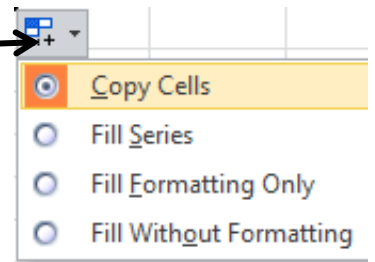 Copy Cells
Fill Series
Fill Formatting Only
Fill Without Formatting